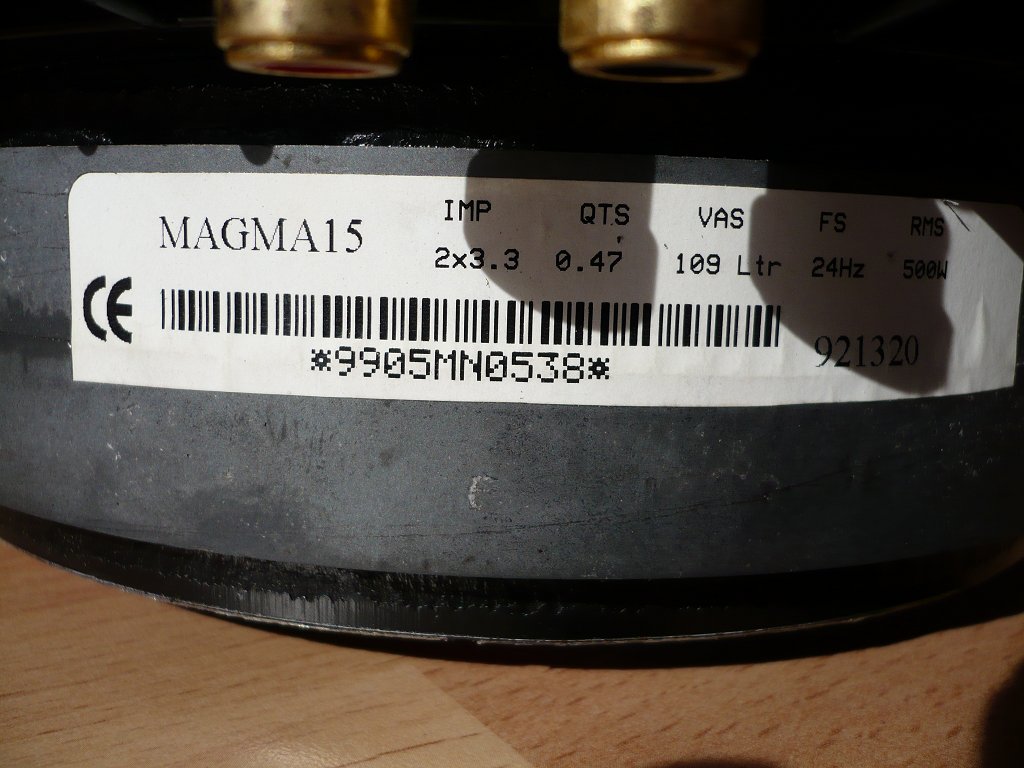 MAGMA15 IMP QTS VAS FS RMS
2x3.3 0.47 109 Ltr 24Hz 500W
CE
*9905MN0538* 921320